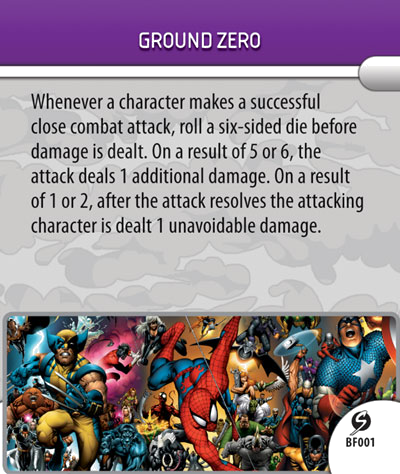 GROUND ZERO
Whenever a character makes a successful
close combat attack, roll a six-sided die before
damage is dealt. On a result of 5 or 6, the
attack deals 1 additional damage. On a result
of 1 or 2, after the attack resolves the attacking
character is dealt 1 unavoidable damage.
BF001